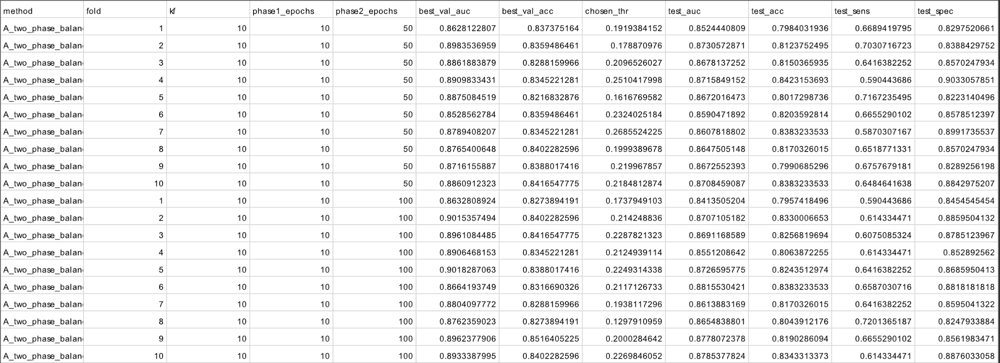 method fold kf phase1_epochs phase2_epochs best_val_auc best_val_acc chosen_thr test_auc test_acc test_sens test_spec
A_two_phase_balan 1 10 10 50 0.8628122807 0.837375164 0.1919384152 0.8524440809 0.7984031936 0.6689419795 0.8297520661
A_two_phase_balan 2 10 10 50 0.8983536959 0.8359486461 0.178870976 0.8730572871 0.8123752495 0.7030716723 0.8388429752
A_two_phase_balan 3 10 10 50 0.8861883879 0.8288159966 0.2096526027 0.8678137252 0.8150365935 0.6416382252 0.8570247934
A_two_phase_balan 4 10 10 50 0.8909833431 0.8345221281 0.2510417998 0.8715849152 0.8423153693 0.590443686 0.9033057851
A_two_phase_balan 5 10 10 50 0.8875084519 0.8216832876 0.1616769582 0.8672016473 0.8017298736 0.7167235495 0.8223140496
A_two_phase_balan 6 10 10 50 0.8528562784 0.8359486461 0.2324025184 0.8590471892 0.8203592814 0.6655290102 0.8578512397
A_two_phase_balan 7 10 10 50 0.8789408207 0.8345221281 0.2685524225 0.8607818802 0.8383233533 0.5870307167 0.8991735537
A_two_phase_balan 8 10 10 50 0.8765400648 0.8402282596 0.1999389678 0.8647505148 0.8170326015 0.6518771331 0.8570247934
A_two_phase_balan 9 10 10 50 0.8716155887 0.8388017416 0.219967857 0.8672552393 0.7990685296 0.6757679181 0.8289256198
A_two_phase_balan 10 10 10 50 0.8860912323 0.8416547775 0.2184812874 0.8708459087 0.8383233533 0.6484641638 0.8842975207
A_two_phase_balan 1 10 10 100 0.8632808924 0.8273894191 0.1737949103 0.8413505204 0.7957418496 0.590443686 0.8454545454
A_two_phase_balan 2 10 10 100 0.9015357494 0.8402282596 0.214248836 0.8707105182 0.8330006653 0.614334471 0.8859504132
A_two_phase_balan 3 10 10 100 0.8961084485 0.8416547775 0.2287821323 0.8691168589 0.8256819694 0.6075085324 0.8785123967
A_two_phase_balan 4 10 10 100 0.8906468153 0.8345221281 0.2124939114 0.8551208642 0.8063872255 0.614334471 0.852892562
A_two_phase_balan 5 10 10 100 0.9018287063 0.8388017416 0.2249314338 0.8726595775 0.8243512974 0.6416382252 0.8685950413
A_two_phase_balan 6 10 10 100 0.8664193749 0.8316690326 0.2117126733 0.8815530421 0.8383233533 0.6587030716 0.8818181818
A_two_phase_balan 7 10 10 100 0.8804097772 0.8288159966 0.1938117296 0.8613883169 0.8170326015 0.6416382252 0.8595041322
A_two_phase_balan 8 10 10 100 0.8762359023 0.8273894191 0.1297910959 0.8654838801 0.8043912176 0.7201365187 0.8247933884
A_two_phase_balan 9 10 10 100 0.8962377906 0.8516405225 0.2000284642 0.8778072378 0.8190286094 0.6655290102 0.8561983471
A_two_phase_balan 10 10 10 100 0.8933387995 0.8402282596 0.2269846052 0.8785377824 0.8343313373 0.614334471 0.8876033058